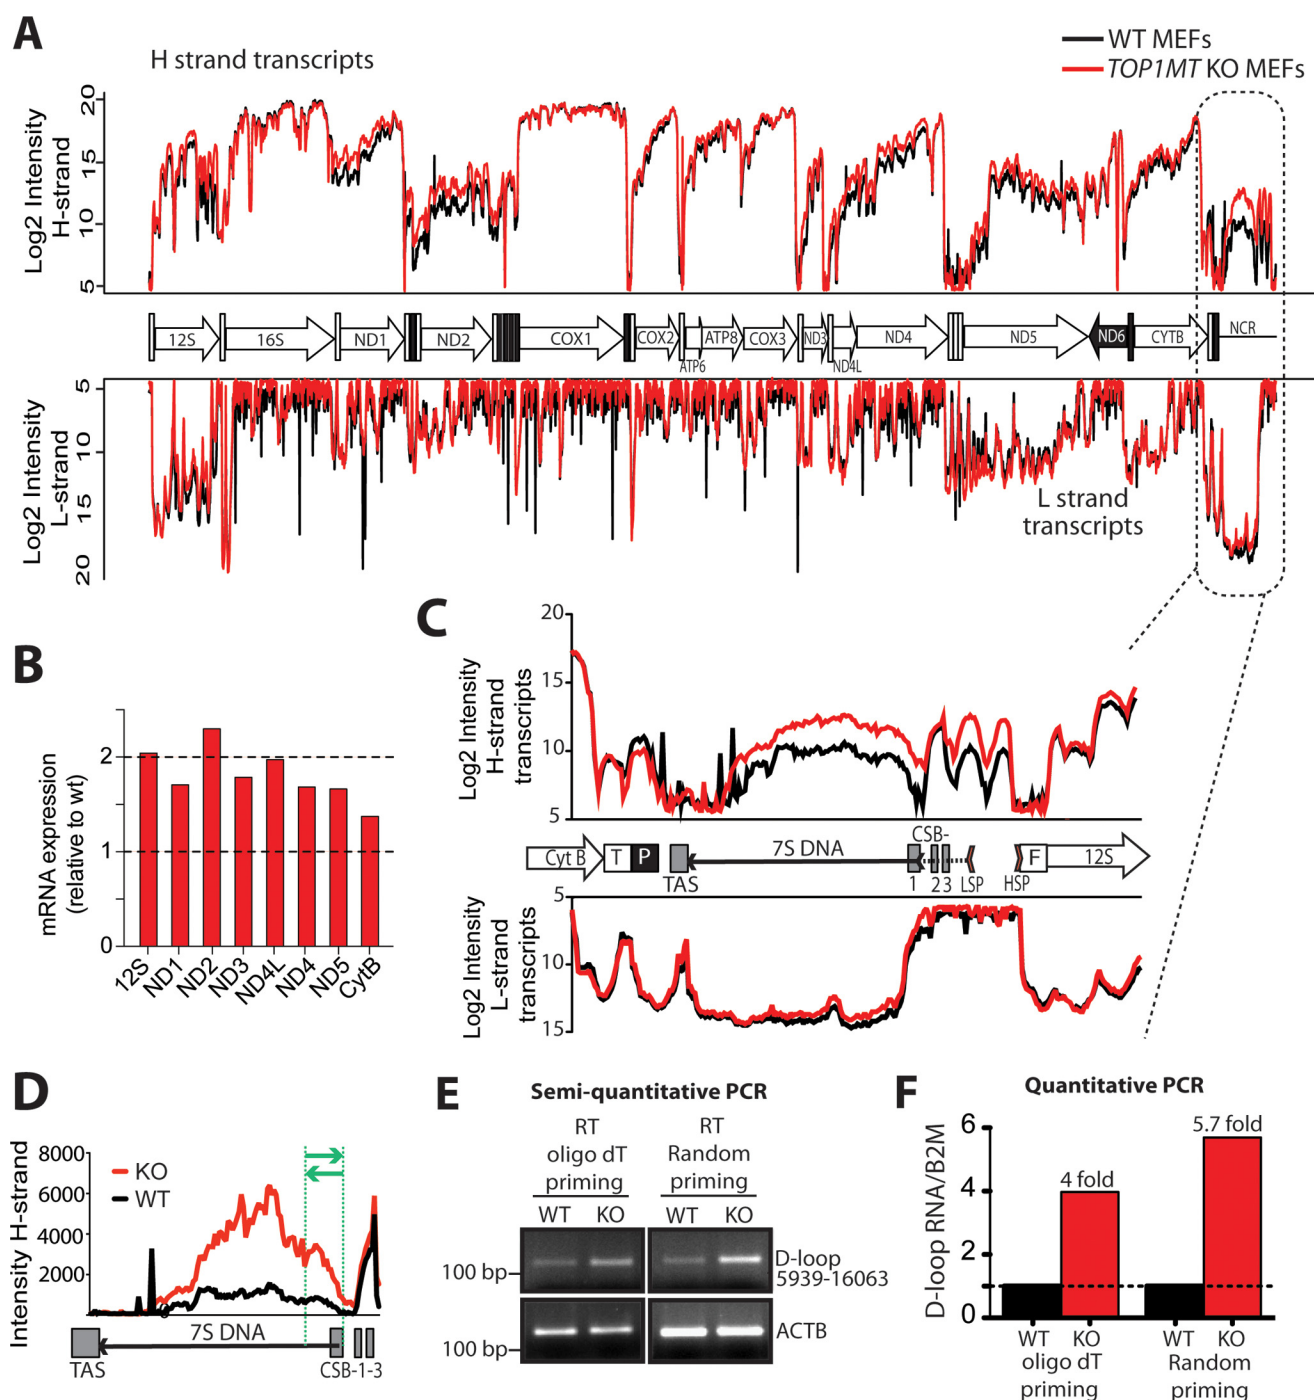 A
H strand transcripts
WT MEFs
TOP1MT KO MEFs
Log2 Intensity
H-strand
20
15
10
5
12S
16S
ND1
ND2
COX1
COX2
ATP6
ATP8
COX3
ND3
ND4L
ND4
ND5
ND6
CYTB
NCR
Log2 Intensity
L-strand
5
10
15
20
L strand
transcripts
B
mRNA expression
(relative to wt)
2
1
0
12S
ND1
ND2
ND3
ND4L
ND4
ND5
CytB
C
Log2 Intensity
H-strand
transcripts
20
15
10
5
Cyt B
T
P
TAS
7S DNA
CSB-
1
2 3
LSP
HSP
F
12S
Log2 Intensity
L-strand
transcripts
5
10
15
D
Intensity H-strand
8000
6000
4000
2000
KO
WT
7S DNA
TAS
CSB-1-3
E
Semi-quantitative PCR
RT
oligo dT
priming
RT
Random
priming
WT
KO
WT
KO
100 bp
D-loop
5939-16063
100 bp
ACTB
F
Quantitative PCR
D-loop RNA/B2M
6
4
2
0
4 fold
5.7 fold
WT
KO
WT
KO
oligo dT
priming
Random
priming